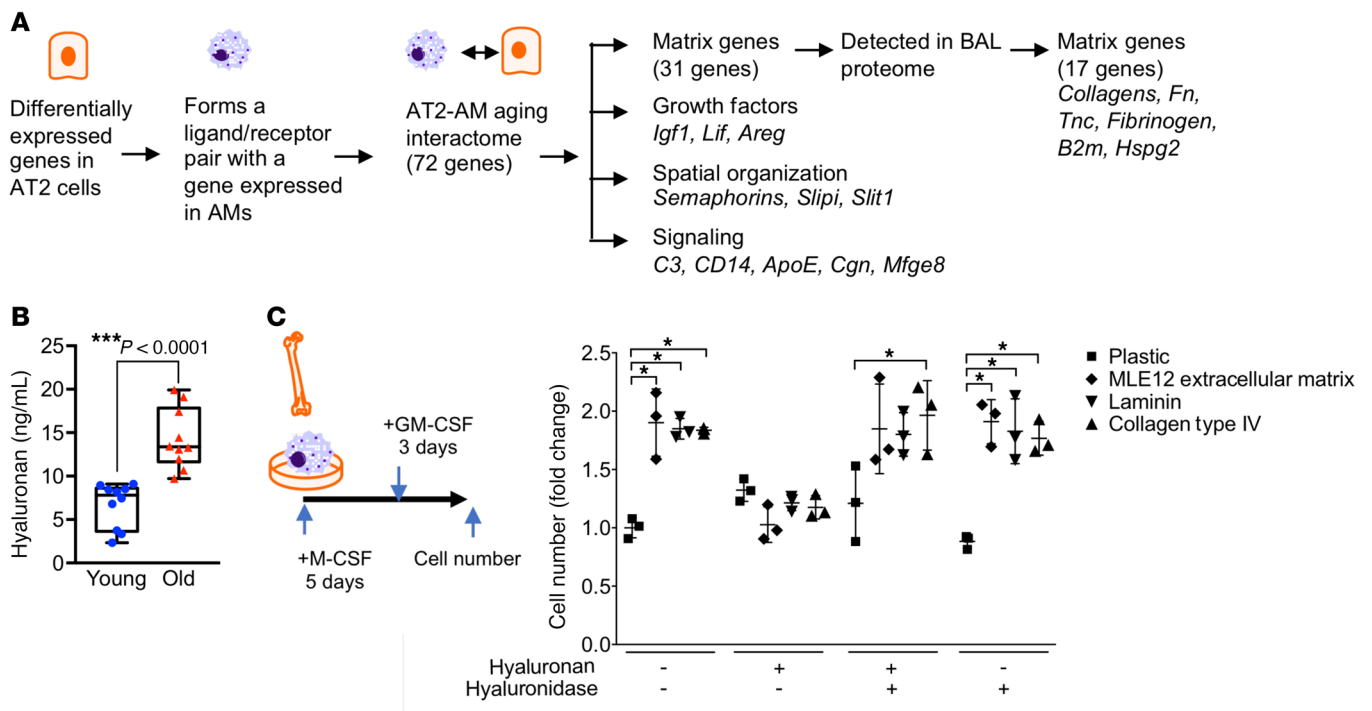 A
Differentially
expressed
genes in
AT2 cells
Forms a
ligand/receptor
pair with a
gene expressed
in AMs
AT2-AM aging
interactome
(72 genes)
Matrix genes
(31 genes)
Growth factors
Igf1, Lif, Areg
Spatial organization
Semaphorins, Slipi, Slit1
Signaling
C3, CD14, ApoE, Cgn, Mfge8
Detected in BAL
proteome
Matrix genes
(17 genes)
Collagens, Fn,
Tnc, Fibrinogen,
B2m, Hspg2
B
***P < 0.0001
Hyaluronan (ng/mL)
25
20
15
10
5
0
Young Old
C
+GM-CSF
3 days
+M-CSF
5 days
Cell number
Cell number (fold change)
2.5
2.0
1.5
1.0
0.5
0.0
* * *
*
* * *
Plastic
MLE12 extracellular matrix
Laminin
Collagen type IV
Hyaluronan - + + -
Hyaluronidase - - + +